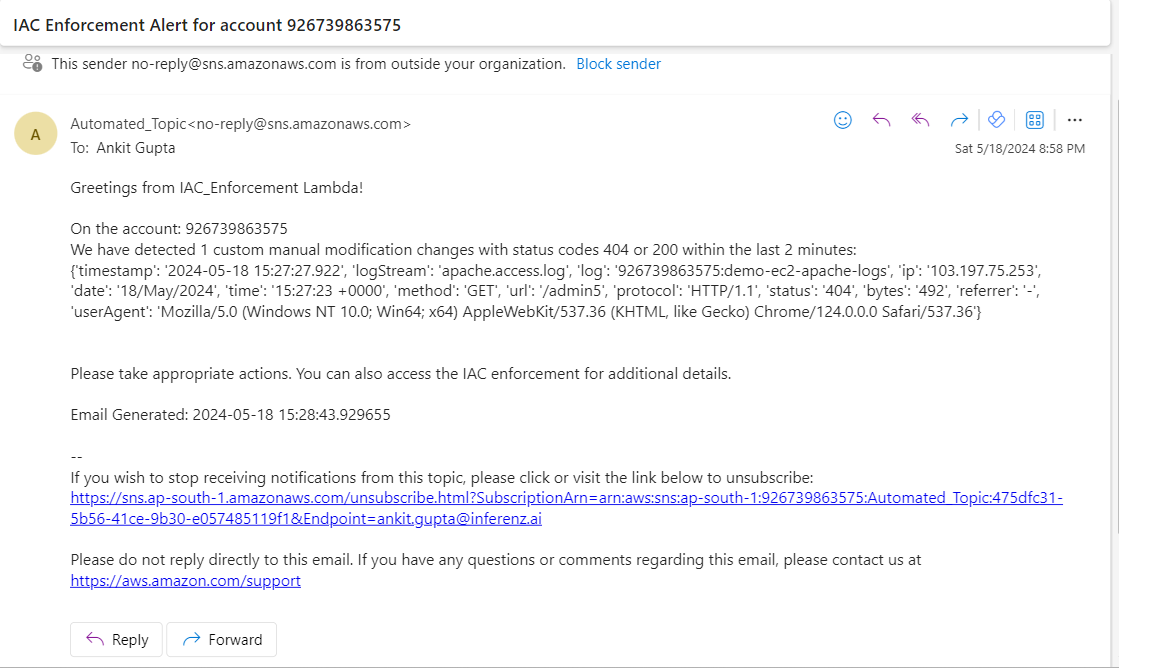 IAC Enforcement Alert for account 926739863575
This sender no-reply@sns.amazonaws.com is from outside your organization. Block sender
A
Automated_Topic<no-reply@sns.amazonaws.com>
To: Ankit Gupta
Sat 5/18/2024 8:58 PM
Greetings from IAC_Enforcement Lambda!
On the account: 926739863575
We have detected 1 custom manual modification changes with status codes 404 or 200 within the last 2 minutes:
{'timestamp': '2024-05-18 15:27:27.922', 'logStream': 'apache.access.log', 'log': '926739863575:demo-ec2-apache-logs', 'ip': '103.197.75.253',
'date': '18/May/2024', 'time': '15:27:23 +0000', 'method': 'GET', 'url': '/admin5', 'protocol': 'HTTP/1.1', 'status': '404', 'bytes': '492', 'referrer': '-',
'userAgent': 'Mozilla/5.0 (Windows NT 10.0; Win64; x64) AppleWebKit/537.36 (KHTML, like Gecko) Chrome/124.0.0.0 Safari/537.36'}
Please take appropriate actions. You can also access the IAC enforcement for additional details.
Email Generated: 2024-05-18 15:28:43.929655
--
If you wish to stop receiving notifications from this topic, please click or visit the link below to unsubscribe:
https://sns.ap-south-1.amazonaws.com/unsubscribe.html?SubscriptionArn=arn:aws:sns:ap-south-1:926739863575:Automated_Topic:475dfc31-
5b56-41ce-9b30-e057485119f1&Endpoint=ankit.gupta@inferenz.ai
Please do not reply directly to this email. If you have any questions or comments regarding this email, please contact us at
https://aws.amazon.com/support
Reply
Forward